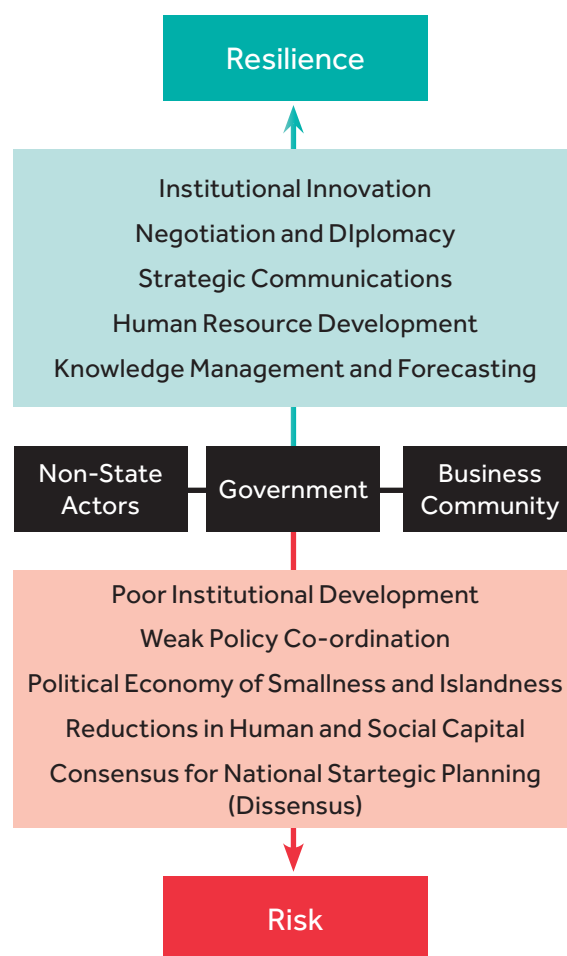 Resilience
Institutional Innovation
Negotiation and DIplomacy
Strategic Communications
Human Resource Development
Knowledge Management and Forecasting
Non-State
Actors
Government
Business
Community
Poor Institutional Development
Weak Policy Co-ordination
Political Economy of Smallness and Islandness
Reductions in Human and Social Capital
Consensus for National Startegic Planning
(Dissensus)
Risk